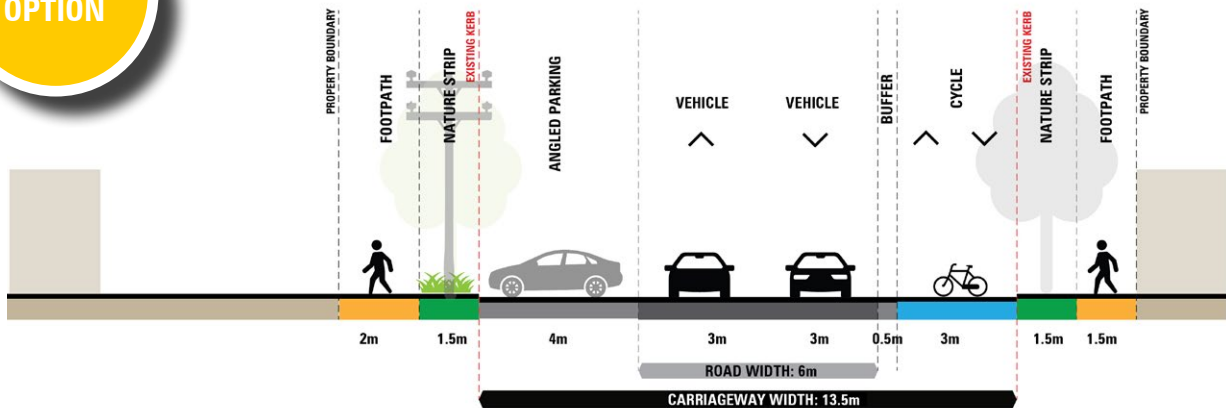 OPTION
PROPERTY BOUNDARY
FOOTPATH
NATURE STRIP
EXISTING KERB
ANGLED PARKING
VEHICLE
VEHICLE
BUFFER
CYCLE
EXISTING KERB
NATURE STRIP
FOOTPATH
PROPERTY BOUNDARY
2m 1.5m 4m 3m 3m 0.5m 3m 1.5m 1.5m
ROAD WIDTH: 6m
CARRIAGEWAY WIDTH: 13.5m